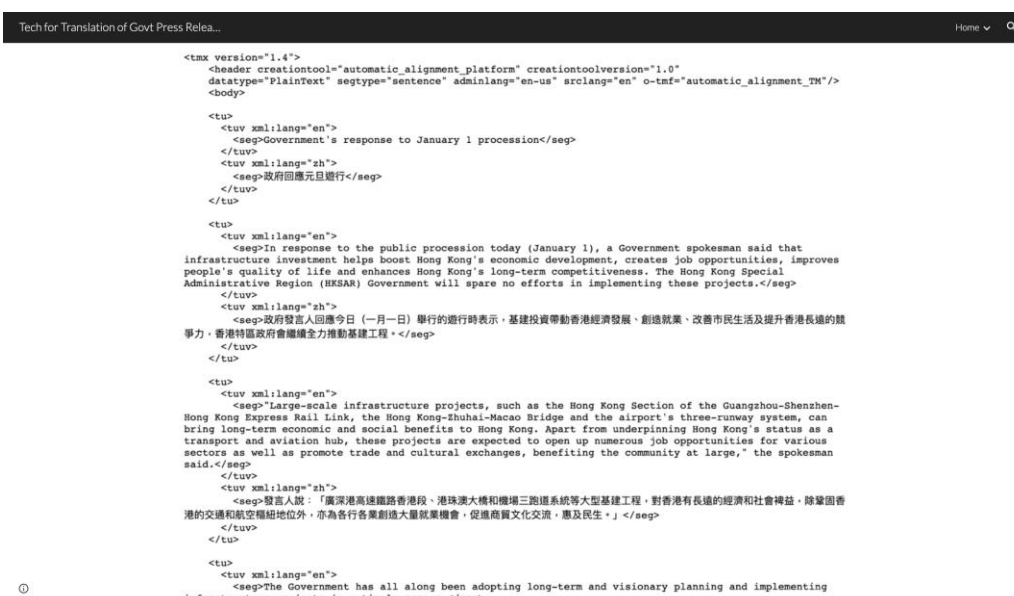 Tech for Translation of Govt Press Relea...
Home
<tmx version="1.4">
<header creationtool="automatic_alignment_platform" creationtoolversion="1.0"
datatype="PlainText" segtype="sentence" adminlang="en-us" srclang="en" o-tmf="automatic_alignment_TM"/>
<body>
<tu>
<tuv xml:lang="en">
<seg>Government's response to January 1 procession</seg>
</tuv>
<tuv xml:lang="zh">
<seg>政府回應元旦遊行</seg>
</tuv>
</tu>
<tu>
<tuv xml:lang="en">
<seg>In response to the public procession today (January 1), a Government spokesman said that
infrastructure investment helps boost Hong Kong's economic development, creates job opportunities, improves
people's quality of life and enhances Hong Kong's long-term competitiveness. The Hong Kong Special
Administrative Region (HKSAR) Government will spare no efforts in implementing these projects.</seg>
</tuv>
<tuv xml:lang="zh">
<seg>政府發言人回應今日（一月一日）舉行的遊行時表示，基建投資帶動香港經濟發展、創造就業、改善市民生活及提升香港長遠的競
爭力，香港特區政府會繼續全力推動基建工程。</seg>
</tuv>
</tu>
<tu>
<tuv xml:lang="en">
<seg>"Large-scale infrastructure projects, such as the Hong Kong Section of the Guangzhou-Shenzhen-
Hong Kong Express Rail Link, the Hong Kong-Zhuhai-Macao Bridge and the airport's three-runway system, can
bring long-term economic and social benefits to Hong Kong. Apart from underpinning Hong Kong's status as a
transport and aviation hub, these projects are expected to open up numerous job opportunities for various
sectors as well as promote trade and cultural exchanges, benefiting the community at large," the spokesman
said.</seg>
</tuv>
<tuv xml:lang="zh">
<seg>發言人說：「廣深港高速鐵路香港段、港珠澳大橋和機場三跑道系統等大型基建工程，對香港有長遠的經濟和社會裨益，除鞏固香
港的交通和航空樞紐地位外，亦為各行各業創造大量就業機會，促進商貿文化交流，惠及民生。」</seg>
</tuv>
</tu>
<tu>
<tuv xml:lang="en">
<seg>The Government has all along been adopting long-term and visionary planning and implementing